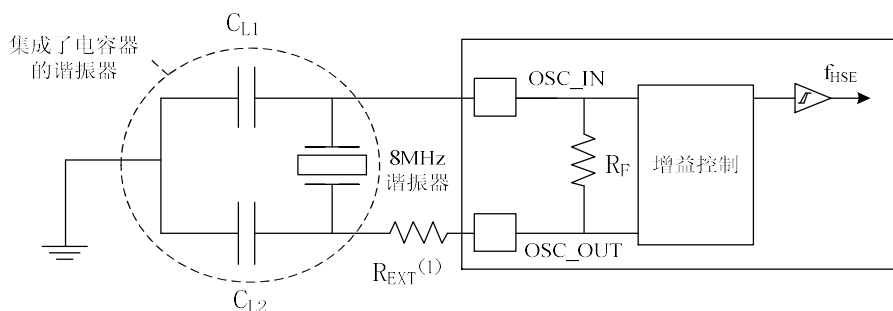 C_L1
集成了电容器
的谐振器
OSC_IN
f_HSE
8MHz
谐振器
R_F
增益控制
OSC_OUT
R_EXT^(1)
C_L2